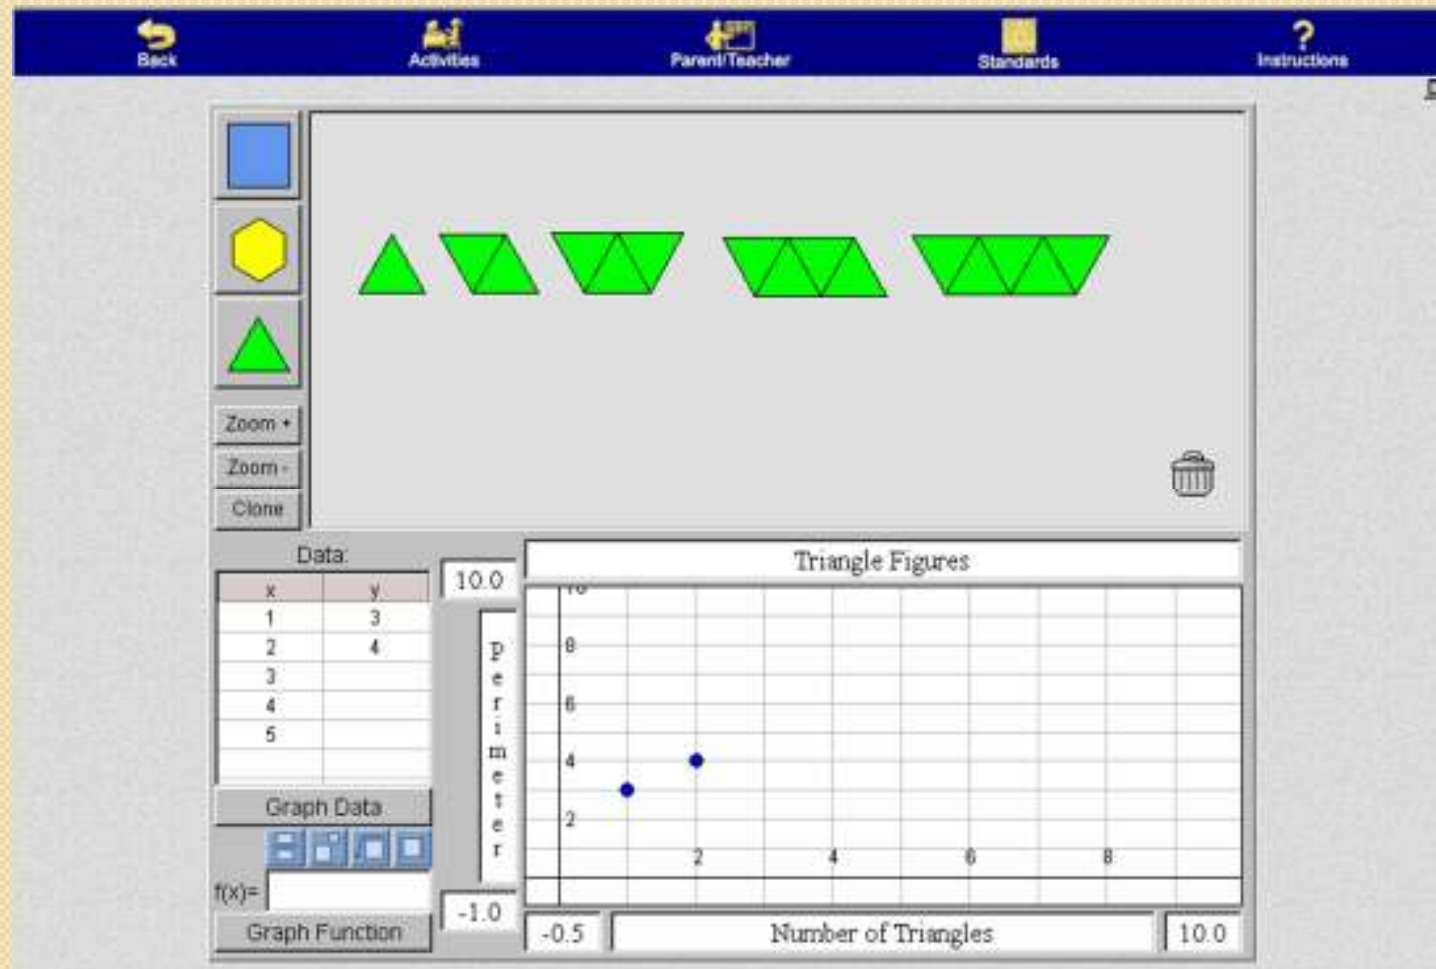 Back
Activities
Parent/Teacher
Standards
?
Instructions
Zoom +
Zoom -
Clone
Data:
x y
1 3
2 4
3
4
5
Graph Data
f(x)=
Graph Function
10.0
Perimeter
-1.0
Triangle Figures
10
8
6
4
2
2 4 6 8
-0.5 Number of Triangles 10.0